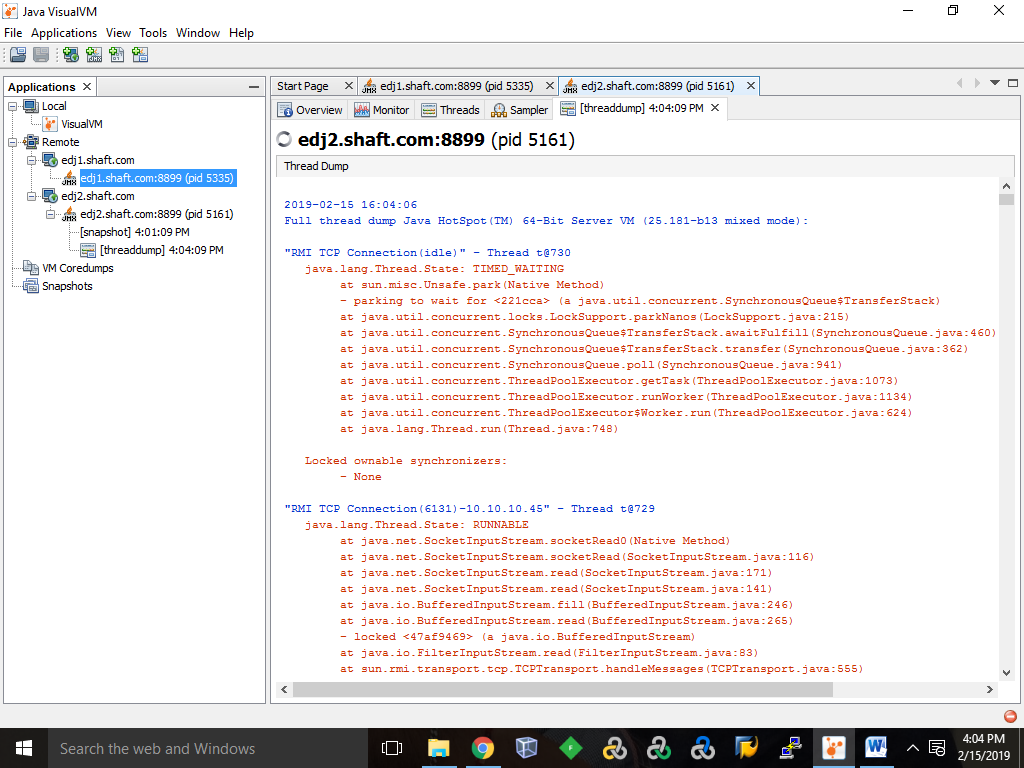 Java VisualVM
File Applications View Tools Window Help
Applications
Local
VisualVM
Remote
edj1.shaft.com
edj1.shaft.com:8899 (pid 5335)
edj2.shaft.com
edj2.shaft.com:8899 (pid 5161)
[snapshot] 4:01:09 PM
[threaddump] 4:04:09 PM
VM Coredumps
Snapshots
Start Page edj1.shaft.com:8899 (pid 5335) edj2.shaft.com:8899 (pid 5161)
Overview Monitor Threads Sampler [threaddump] 4:04:09 PM
edj2.shaft.com:8899 (pid 5161)
Thread Dump
2019-02-15 16:04:06
Full thread dump Java HotSpot(TM) 64-Bit Server VM (25.181-b13 mixed mode):
"RMI TCP Connection(idle)" - Thread t@730
java.lang.Thread.State: TIMED_WAITING
at sun.misc.Unsafe.park(Native Method)
- parking to wait for <221cca> (a java.util.concurrent.SynchronousQueue$TransferStack)
at java.util.concurrent.locks.LockSupport.parkNanos(LockSupport.java:215)
at java.util.concurrent.SynchronousQueue$TransferStack.awaitFulfill(SynchronousQueue.java:460)
at java.util.concurrent.SynchronousQueue$TransferStack.transfer(SynchronousQueue.java:362)
at java.util.concurrent.SynchronousQueue.poll(SynchronousQueue.java:941)
at java.util.concurrent.ThreadPoolExecutor.getTask(ThreadPoolExecutor.java:1073)
at java.util.concurrent.ThreadPoolExecutor.runWorker(ThreadPoolExecutor.java:1134)
at java.util.concurrent.ThreadPoolExecutor$Worker.run(ThreadPoolExecutor.java:624)
at java.lang.Thread.run(Thread.java:748)
Locked ownable synchronizers:
- None
"RMI TCP Connection(6131)-10.10.10.45" - Thread t@729
java.lang.Thread.State: RUNNABLE
at java.net.SocketInputStream.socketRead0(Native Method)
at java.net.SocketInputStream.socketRead(SocketInputStream.java:116)
at java.net.SocketInputStream.read(SocketInputStream.java:171)
at java.net.SocketInputStream.read(SocketInputStream.java:141)
at java.io.BufferedInputStream.fill(BufferedInputStream.java:246)
at java.io.BufferedInputStream.read(BufferedInputStream.java:265)
- locked <47af9469> (a java.io.BufferedInputStream)
at java.io.FilterInputStream.read(FilterInputStream.java:83)
at sun.rmi.transport.tcp.TCPTransport.handleMessages(TCPTransport.java:555)
Search the web and Windows
4:04 PM
2/15/2019